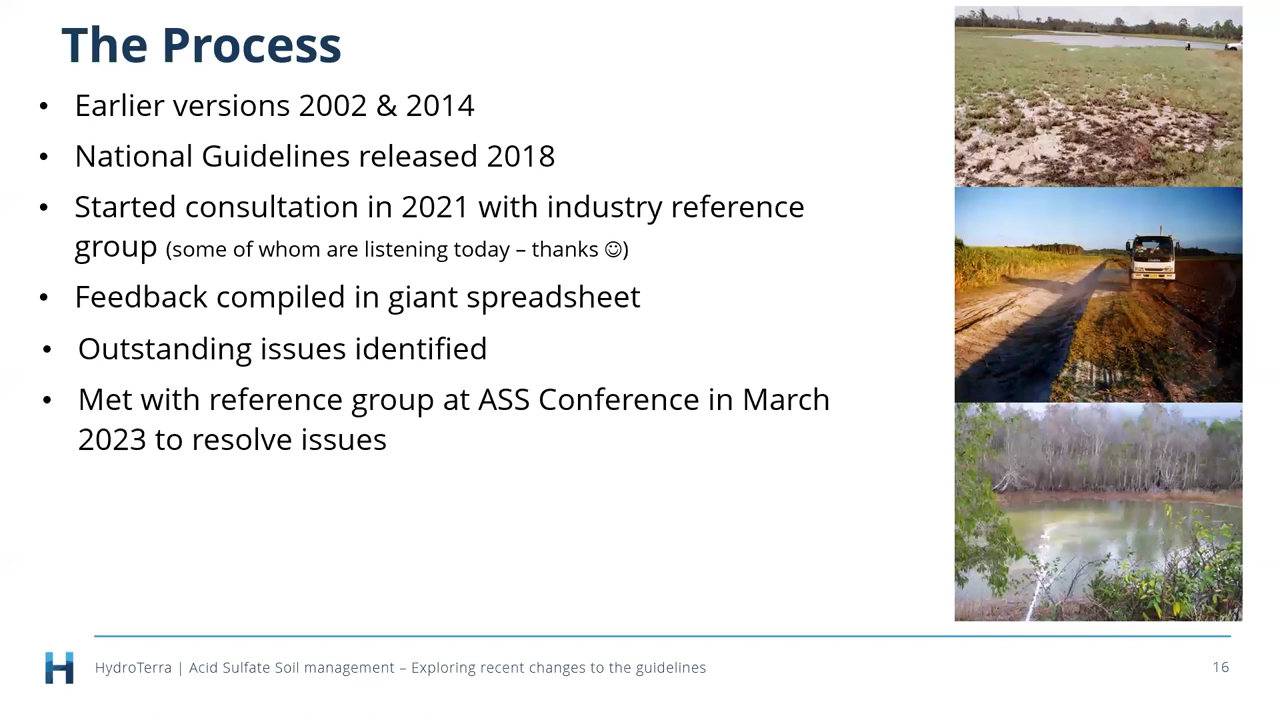 The Process
• Earlier versions 2002 & 2014
• National Guidelines released 2018
• Started consultation in 2021 with industry reference
group (some of whom are listening today – thanks ☺)
• Feedback compiled in giant spreadsheet
• Outstanding issues identified
• Met with reference group at ASS Conference in March
2023 to resolve issues
HydroTerra | Acid Sulfate Soil management – Exploring recent changes to the guidelines
16